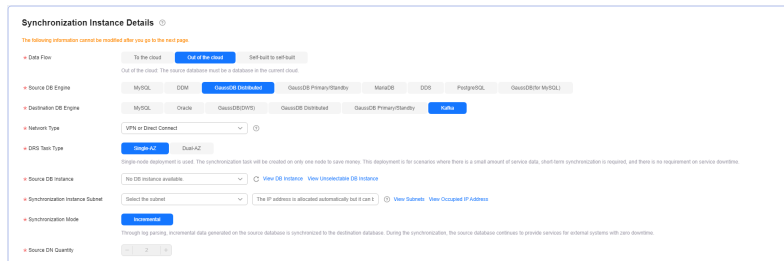 Synchronization Instance Details
The following information cannot be modified after you go to the next page.
* Data Flow To the cloud Out of the cloud Self-built to self-built
Out of the cloud: The source database must be a database in the current cloud.
* Source DB Engine MySQL DDM GaussDB Distributed GaussDB Primary/Standby MariaDB DDS PostgreSQL GaussDB(for MySQL)
* Destination DB Engine MySQL Oracle GaussDB(DWS) GaussDB Distributed GaussDB Primary/Standby Kafka
* Network Type VPN or Direct Connect
* DRS Task Type Single-AZ Dual-AZ
Single-node deployment is used. The synchronization task will be created on only one node to save money. This deployment is for scenarios where there is a small amount of service data, short-term synchronization is required, and there is no requirement on service downtime.
* Source DB Instance No DB instance available. View DB Instance View Unselectable DB Instance
* Synchronization Instance Subnet Select the subnet The IP address is allocated automatically but it can b View Subnets View Occupied IP Address
* Synchronization Mode Incremental
Through log parsing, incremental data generated on the source database is synchronized to the destination database. During the synchronization, the source database continues to provide services for external systems with zero downtime.
* Source DN Quantity - 2 +